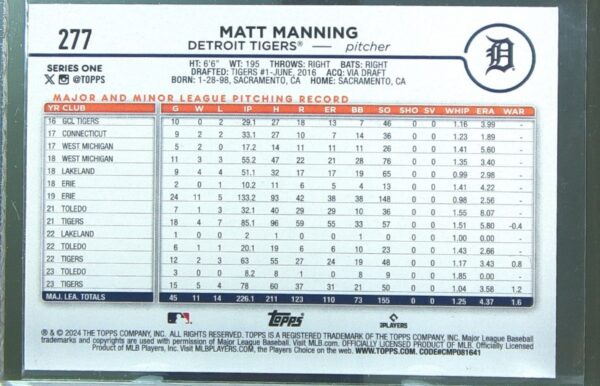 277
MATT MANNING
DETROIT TIGERS® — pitcher
SERIES ONE
@TOPPS
HT: 6'6" WT: 195 THROWS: RIGHT BATS: RIGHT
DRAFTED: TIGERS #1-JUNE, 2016 ACQ: VIA DRAFT
BORN: 1-28-98, SACRAMENTO, CA HOME: SACRAMENTO, CA
D
MAJOR AND MINOR LEAGUE PITCHING RECORD
YR CLUB G W L IP H R ER BB SO SHO SV WHIP ERA WAR
16 GCL TIGERS 10 0 2 29.1 27 18 13 7 46 0 0 1.16 3.99 -
17 CONNECTICUT 9 2 2 33.1 27 10 7 14 36 0 0 1.23 1.89 -
17 WEST MICHIGAN 5 2 0 17.2 14 11 11 11 26 0 0 1.41 5.60 -
18 WEST MICHIGAN 11 3 3 55.2 47 22 21 28 76 0 0 1.35 3.40 -
18 LAKELAND 9 4 4 51.1 32 17 17 19 65 0 0 0.99 2.98 -
18 ERIE 2 0 1 10.2 11 6 5 4 13 0 0 1.41 4.22 -
19 ERIE 24 11 5 133.2 93 42 38 38 148 0 0 0.98 2.56 -
21 TOLEDO 7 1 3 32.1 40 29 29 10 36 0 0 1.55 8.07 -
21 TIGERS 18 4 7 85.1 96 59 55 33 57 0 0 1.51 5.80 -0.4
22 LAKELAND 1 0 0 2 1 0 0 1 1 0 0 1.00 0.00 -
22 TOLEDO 6 1 1 20.1 19 6 6 10 23 0 0 1.43 2.66 -
22 TIGERS 12 2 3 63 55 27 24 19 48 0 0 1.17 3.43 0.8
23 TOLEDO 3 0 0 8.2 8 1 0 8 9 0 0 1.85 0.00 -
23 TIGERS 15 5 4 78 60 37 31 21 50 0 0 1.04 3.58 1.2
MAJ. LEA. TOTALS 45 11 14 226.1 211 123 110 73 155 0 0 1.25 4.37 1.6
MLB topps PLAYERS
® & © 2024 THE TOPPS COMPANY, INC. ALL RIGHTS RESERVED. TOPPS IS A REGISTERED TRADEMARK OF THE TOPPS COMPANY, INC. Major League Baseball
trademarks and copyrights are used with permission of Major League Baseball. Visit MLB.com. OFFICIALLY LICENSED PRODUCT OF MLB PLAYERS, INC. Officially Licensed
Product of MLB Players, Inc. Visit MLBPLAYERS.com, the Players Choice on the web. WWW.TOPPS.COM. CODE#CMP081641